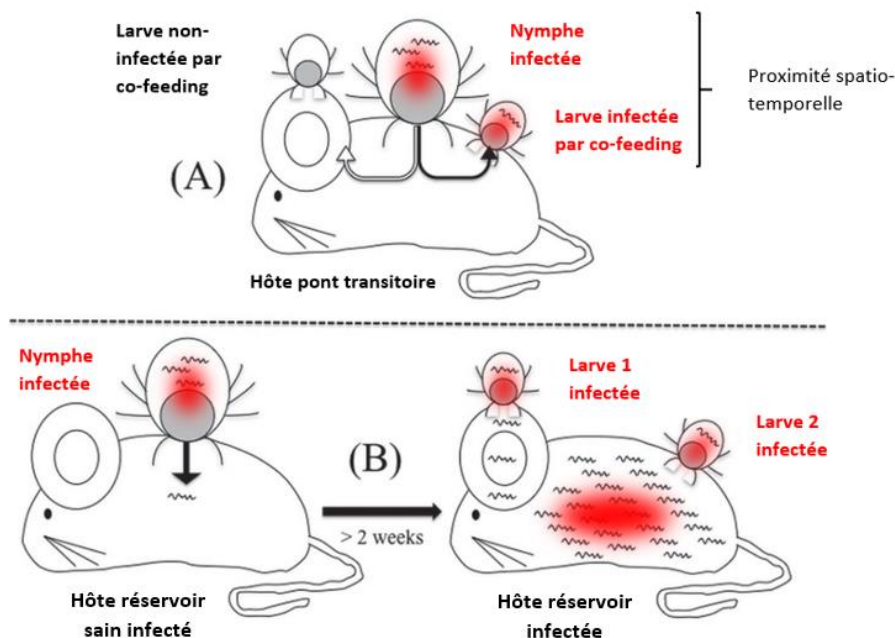 Larve non-
infectée par
co-feeding
Nymphe
infectée
Larve infectée
par co-feeding
Proximité spatio-
temporelle
(A)
Hôte pont transitoire
Nymphe
infectée
Larve 1
infectée
Larve 2
infectée
(B)
> 2 weeks
Hôte réservoir
sain infecté
Hôte réservoir
infectée